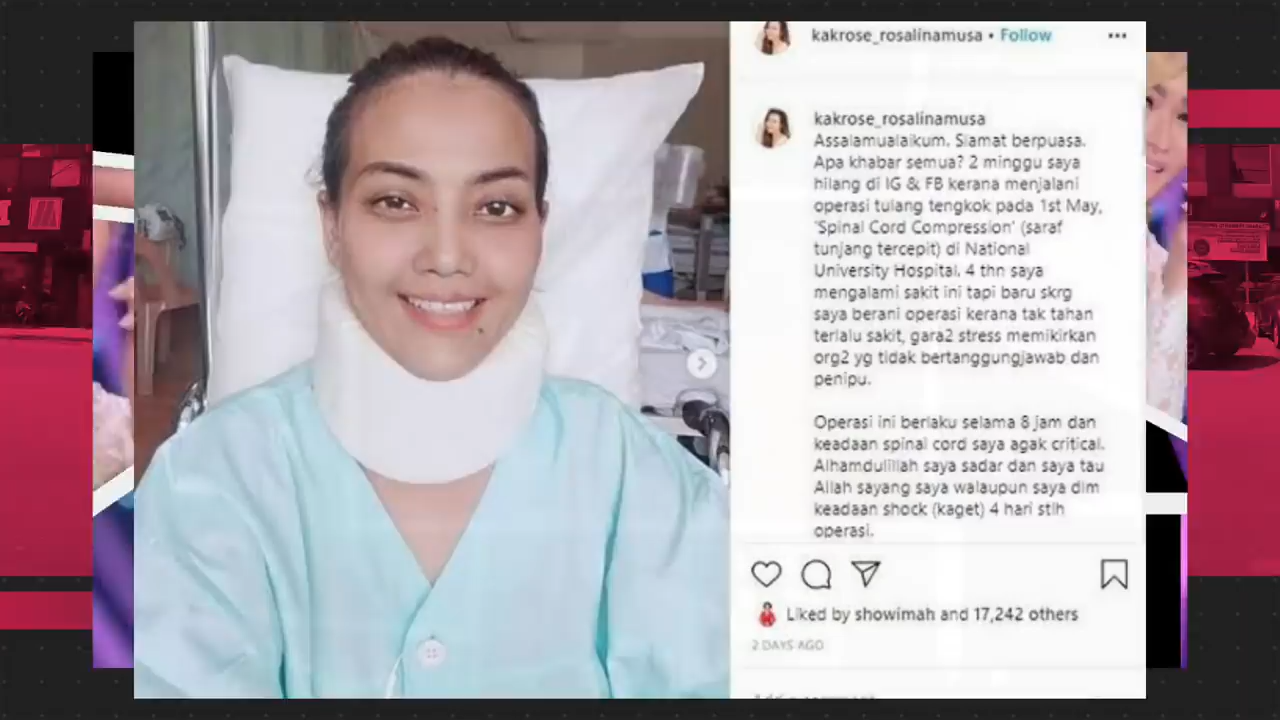 kakrose_rosalinamusa • Follow
kakrose_rosalinamusa
Assalamualaikum. Slamat berpuasa.
Apa khabar semua? 2 minggu saya
hilang di IG & FB kerana menjalani
operasi tulang tengkok pada 1st May,
'Spinal Cord Compression' (saraf
tunjang tercepit) di National
University Hospital. 4 thn saya
mengalami sakit ini tapi baru skrg
saya berani operasi kerana tak tahan
terlalu sakit, gara2 stress memikirkan
org2 yg tidak bertanggungjawab dan
penipu.
Operasi ini berlaku selama 8 jam dan
keadaan spinal cord saya agak critical.
Alhamdulillah saya sadar dan saya tau
Allah sayang saya walaupun saya dlm
keadaan shock (kaget) 4 hari stlh
operasi.
Liked by showimah and 17,242 others
2 DAYS AGO